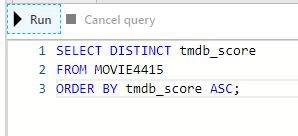 Run Cancel query
1 SELECT DISTINCT tmdb_score
2 FROM MOVIE4415
3 ORDER BY tmdb_score ASC;